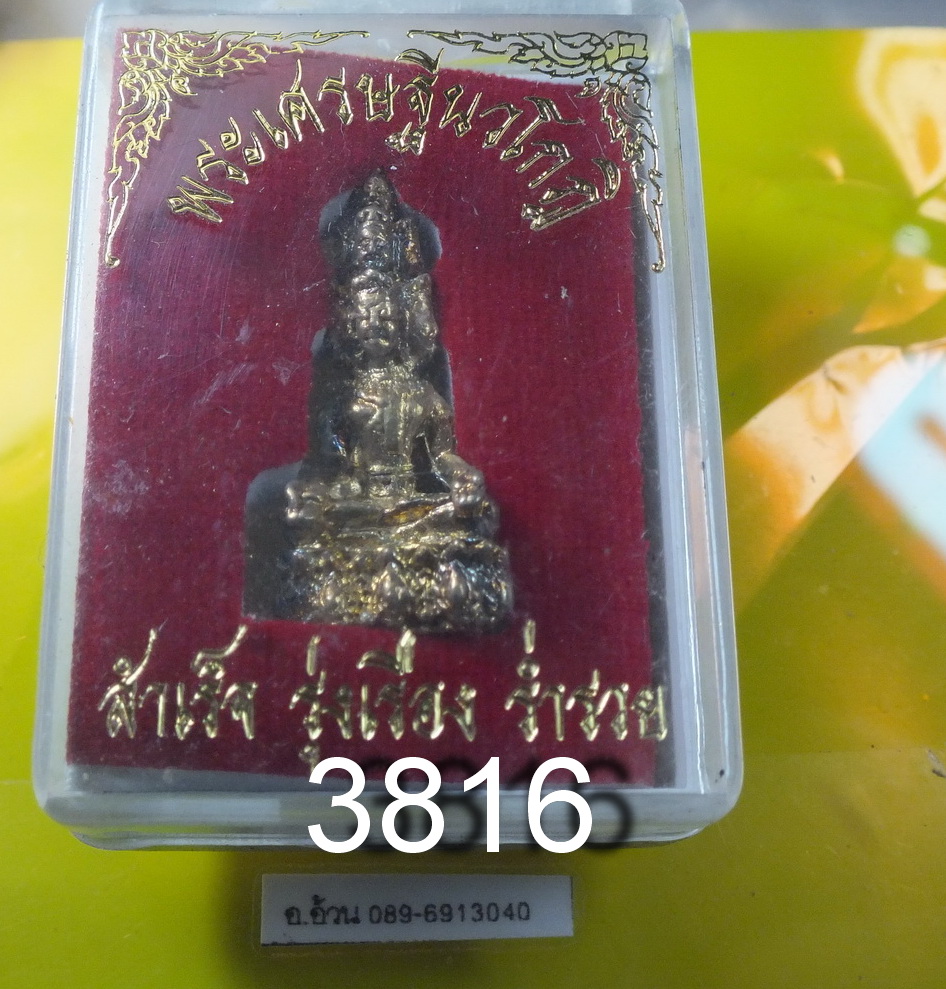 พระเศรษฐีนวโกฏิ
สำเร็จ รุ่งเรือง ร่ำรวย
3816
อ.อ้วน 089-6913040